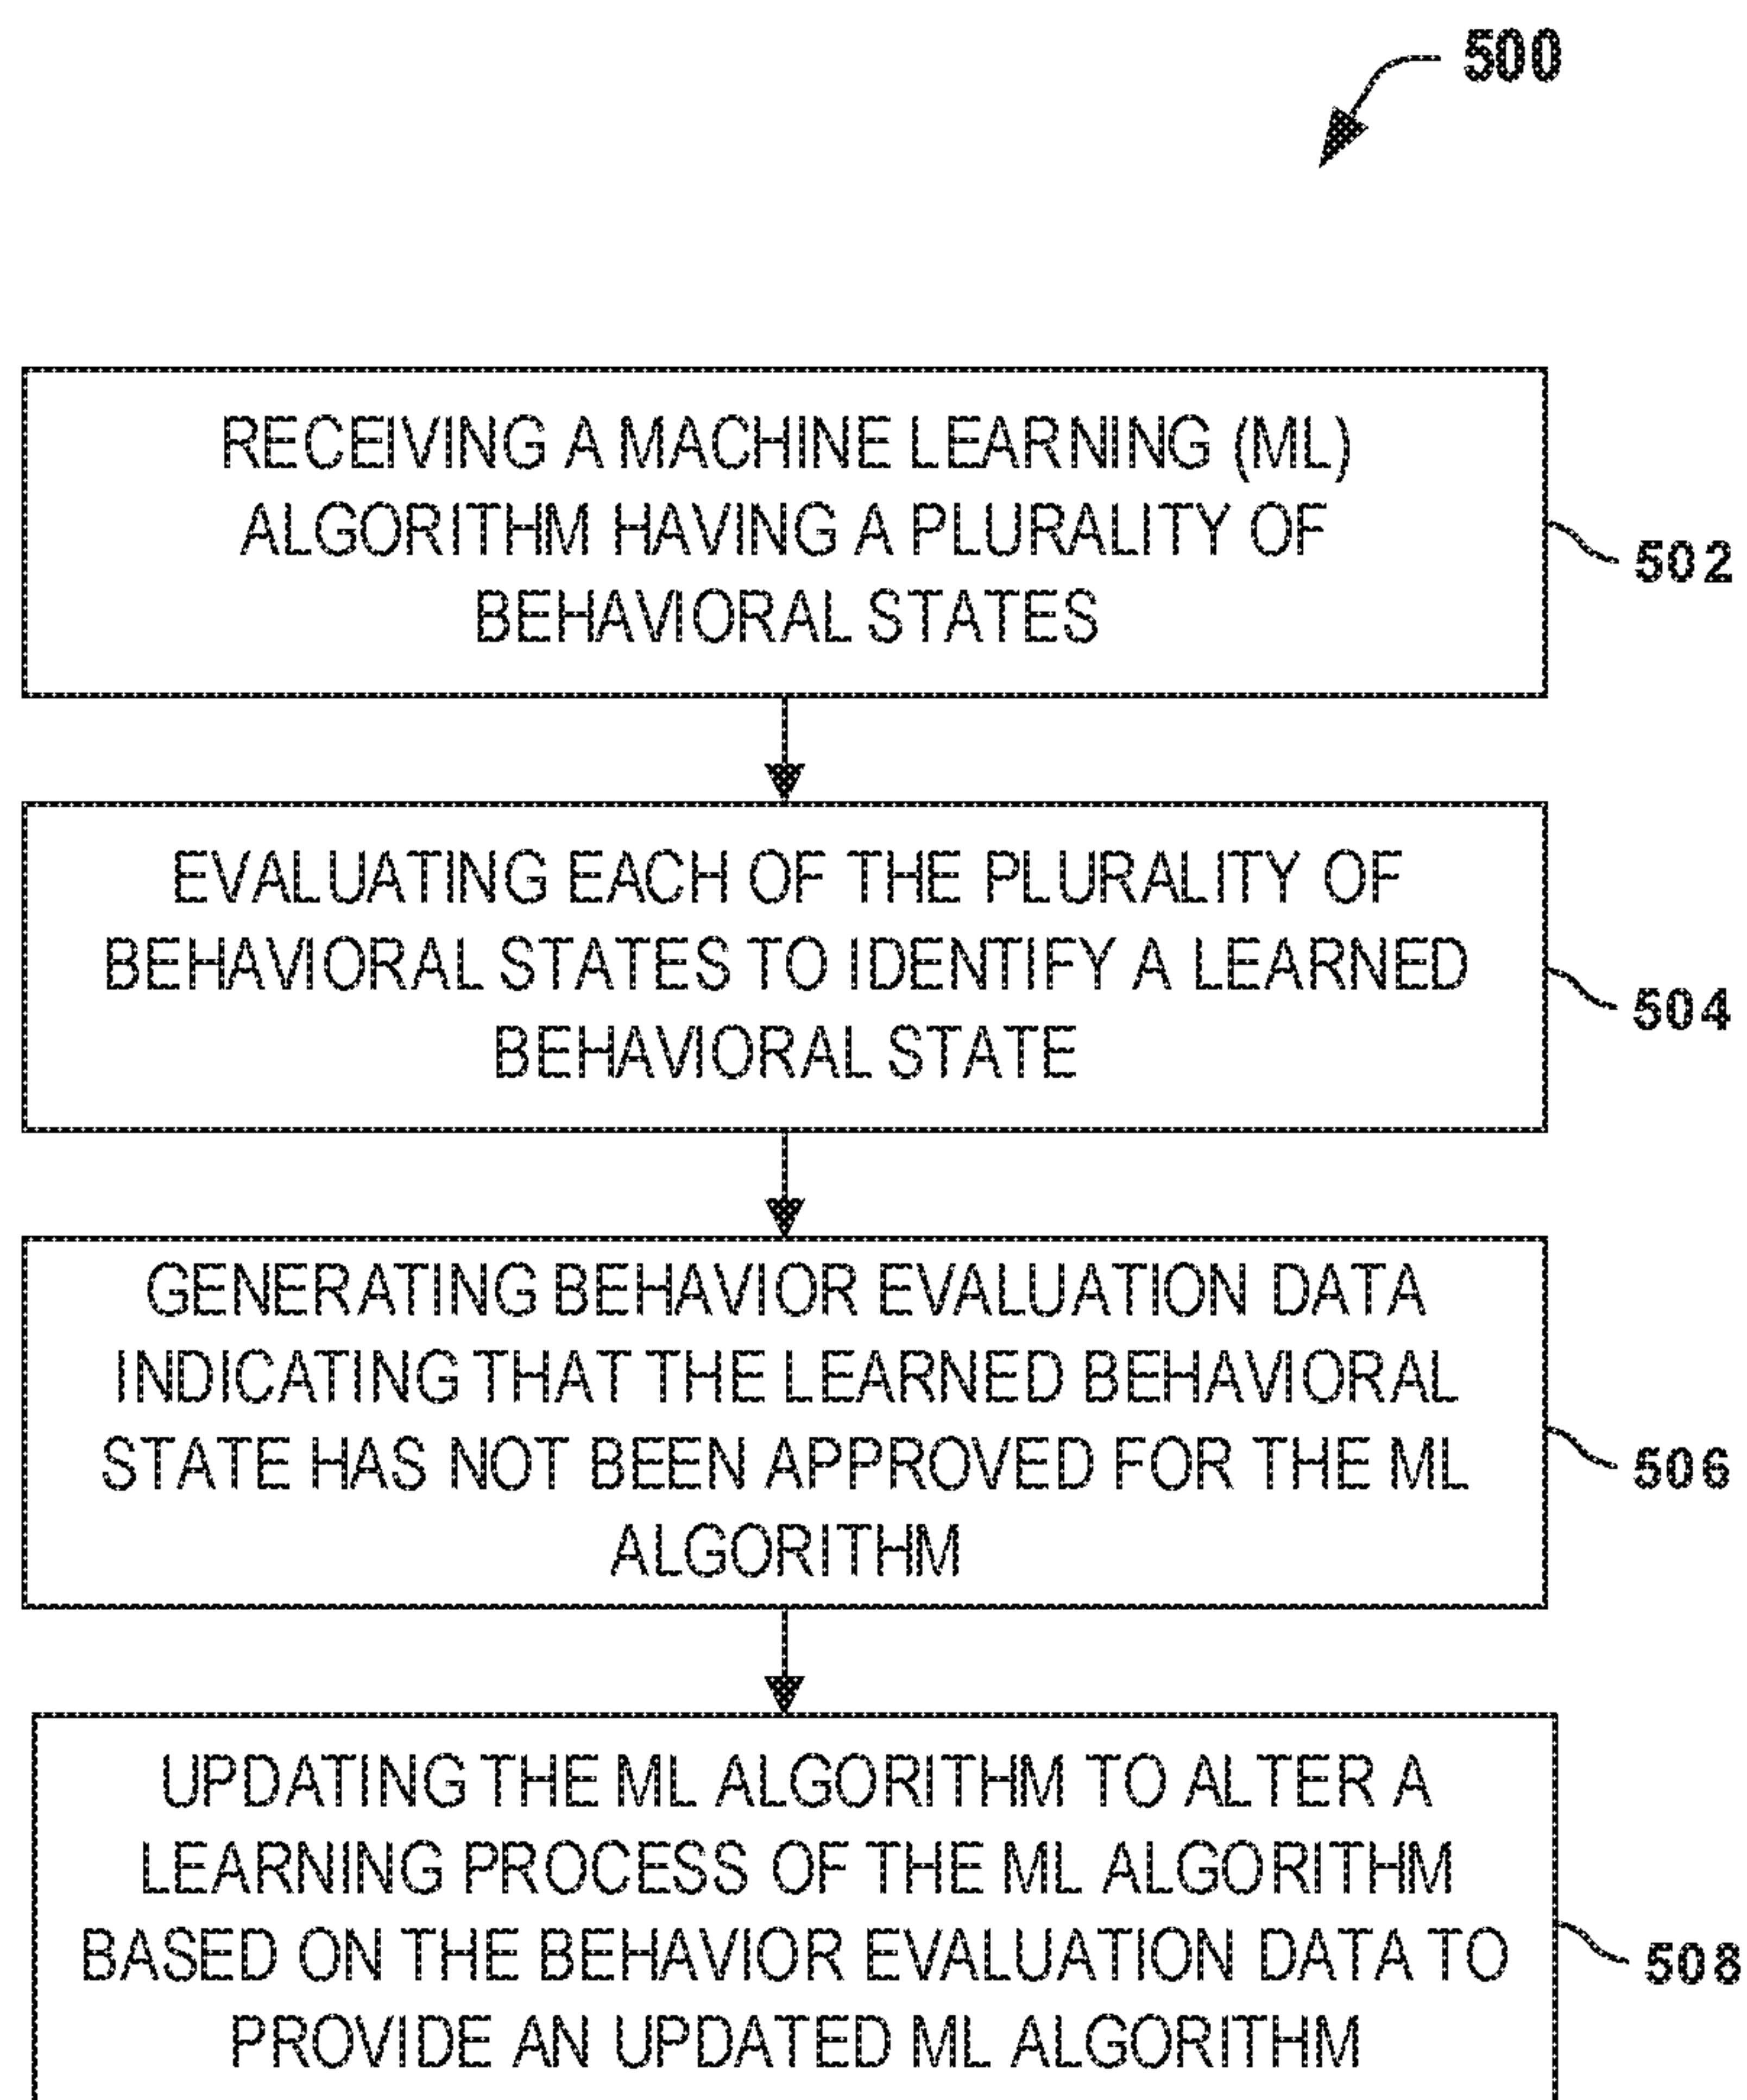 500
RECEIVING A MACHINE LEARNING (ML)
ALGORITHM HAVING A PLURALITY OF
BEHAVIORAL STATES
502
EVALUATING EACH OF THE PLURALITY OF
BEHAVIORAL STATES TO IDENTIFY A LEARNED
BEHAVIORAL STATE
504
GENERATING BEHAVIOR EVALUATION DATA
INDICATING THAT THE LEARNED BEHAVIORAL
STATE HAS NOT BEEN APPROVED FOR THE ML
ALGORITHM
506
UPDATING THE ML ALGORITHM TO ALTER A
LEARNING PROCESS OF THE ML ALGORITHM
BASED ON THE BEHAVIOR EVALUATION DATA TO
PROVIDE AN UPDATED ML ALGORITHM
508